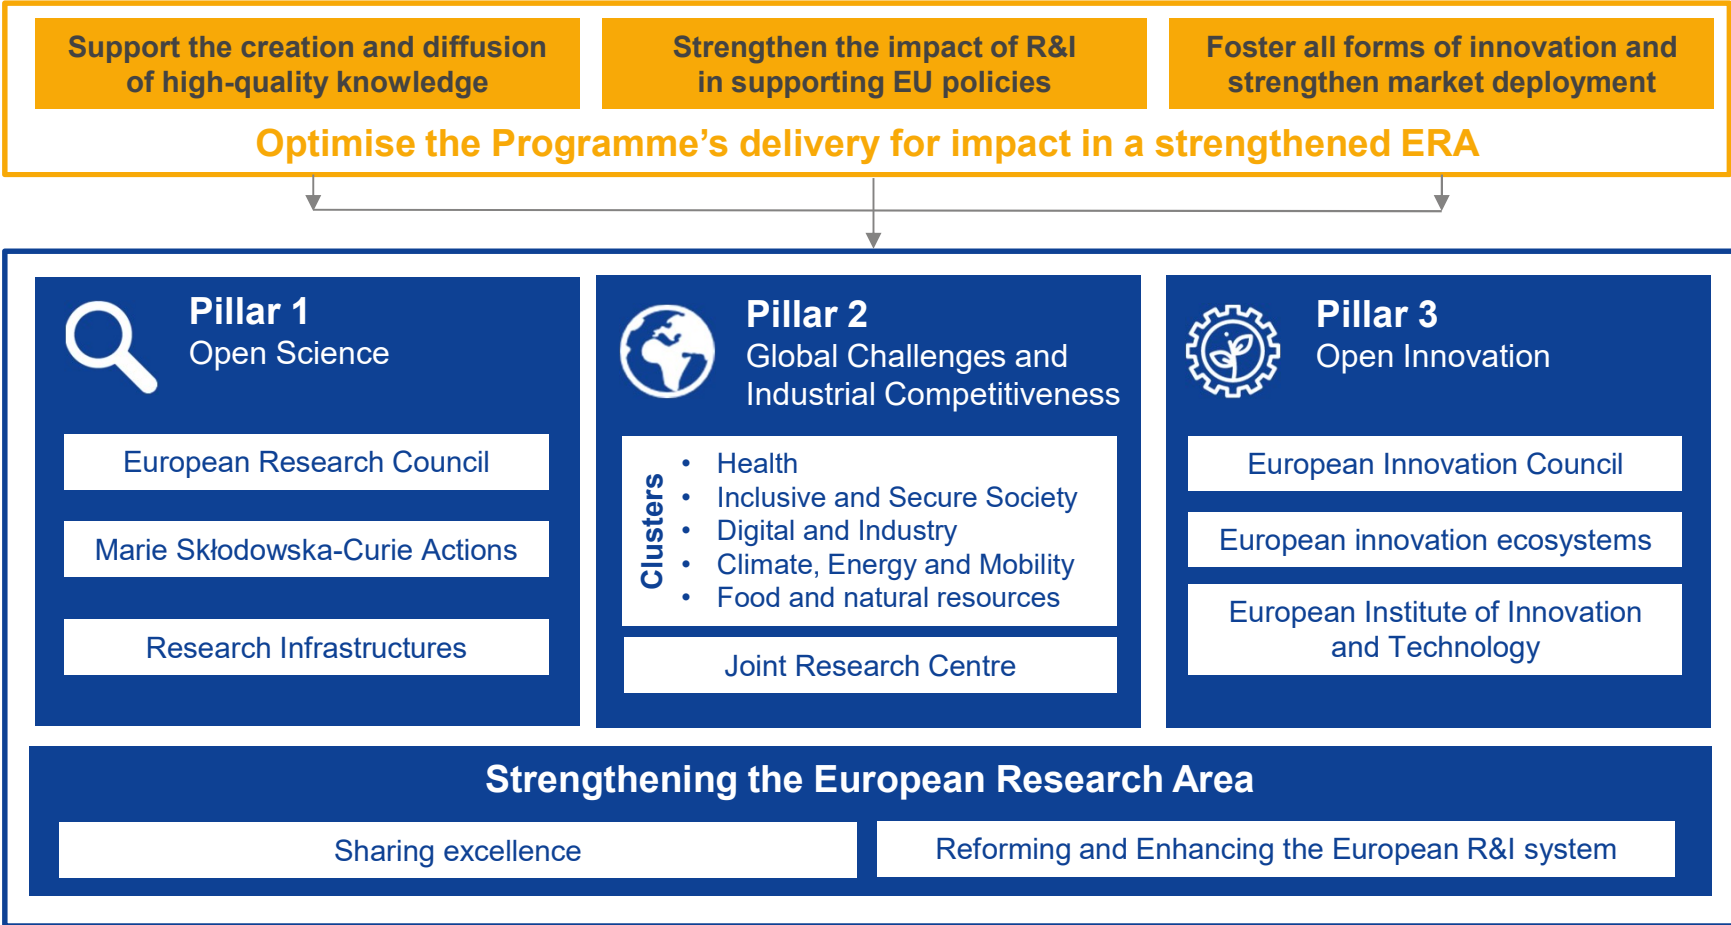 Support the creation and diffusion
of high-quality knowledge
Strengthen the impact of R&I
in supporting EU policies
Foster all forms of innovation and
strengthen market deployment
Optimise the Programme’s delivery for impact in a strengthened ERA
Pillar 1
Open Science
European Research Council
Marie Skłodowska-Curie Actions
Research Infrastructures
Pillar 2
Global Challenges and
Industrial Competitiveness
Clusters
• Health
• Inclusive and Secure Society
• Digital and Industry
• Climate, Energy and Mobility
• Food and natural resources
Joint Research Centre
Pillar 3
Open Innovation
European Innovation Council
European innovation ecosystems
European Institute of Innovation
and Technology
Strengthening the European Research Area
Sharing excellence
Reforming and Enhancing the European R&I system